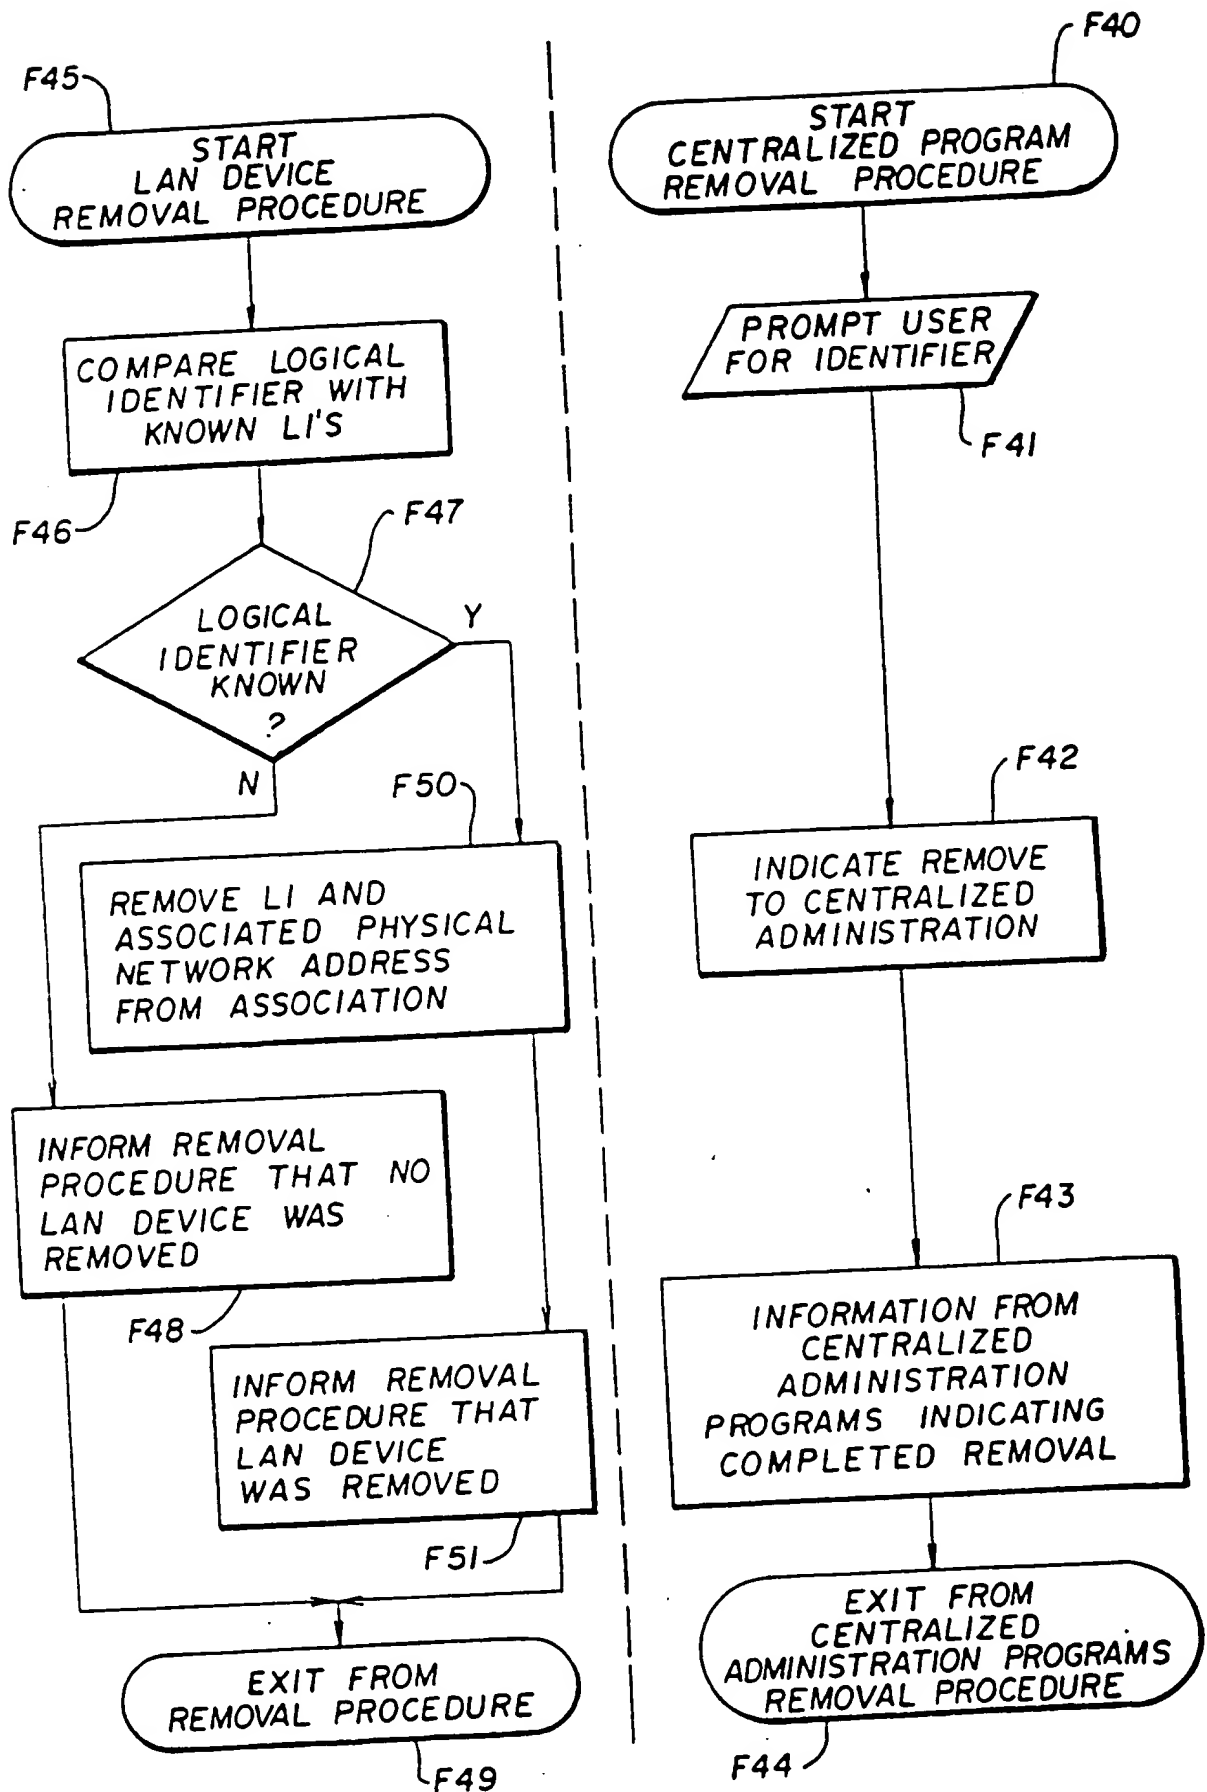 F45
START
LAN DEVICE
REMOVAL PROCEDURE
COMPARE LOGICAL
IDENTIFIER WITH
KNOWN LI'S
F46
F47
LOGICAL
IDENTIFIER
KNOWN
?
Y
N
F50
REMOVE LI AND
ASSOCIATED PHYSICAL
NETWORK ADDRESS
FROM ASSOCIATION
INFORM REMOVAL
PROCEDURE THAT NO
LAN DEVICE WAS
REMOVED
F48
INFORM REMOVAL
PROCEDURE THAT
LAN DEVICE
WAS REMOVED
F51
EXIT FROM
REMOVAL PROCEDURE
F49
F40
START
CENTRALIZED PROGRAM
REMOVAL PROCEDURE
PROMPT USER
FOR IDENTIFIER
F41
F42
INDICATE REMOVE
TO CENTRALIZED
ADMINISTRATION
F43
INFORMATION FROM
CENTRALIZED
ADMINISTRATION
PROGRAMS INDICATING
COMPLETED REMOVAL
EXIT FROM
CENTRALIZED
ADMINISTRATION PROGRAMS
REMOVAL PROCEDURE
F44